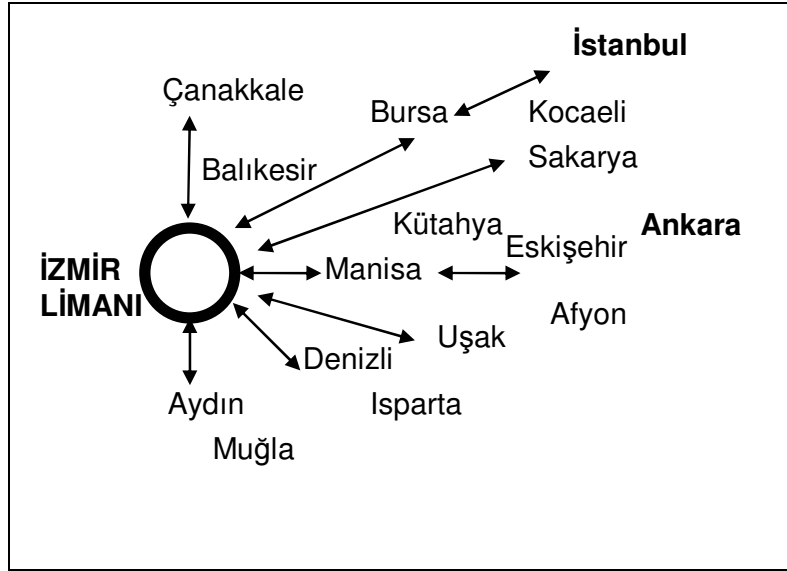 İstanbul
Çanakkale
Bursa
Kocaeli
Balıkesir
Sakarya
Kütahya
Ankara
Eskişehir
İZMİR
LİMANI
Manisa
Afyon
Uşak
Denizli
Aydın
Isparta
Muğla